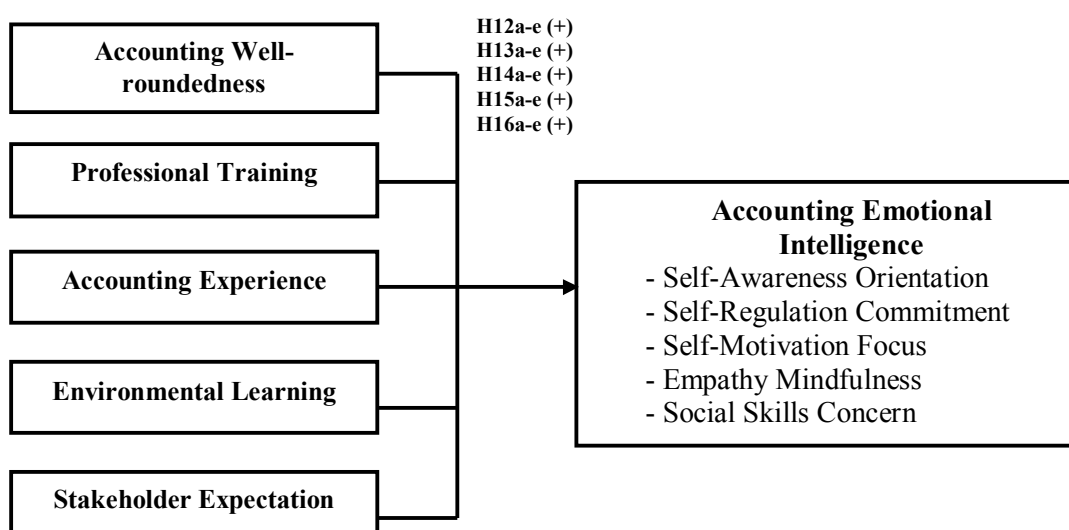 Accounting Well-
roundedness
Professional Training
Accounting Experience
Environmental Learning
Stakeholder Expectation
H12a-e (+)
H13a-e (+)
H14a-e (+)
H15a-e (+)
H16a-e (+)
Accounting Emotional
Intelligence
- Self-Awareness Orientation
- Self-Regulation Commitment
- Self-Motivation Focus
- Empathy Mindfulness
- Social Skills Concern